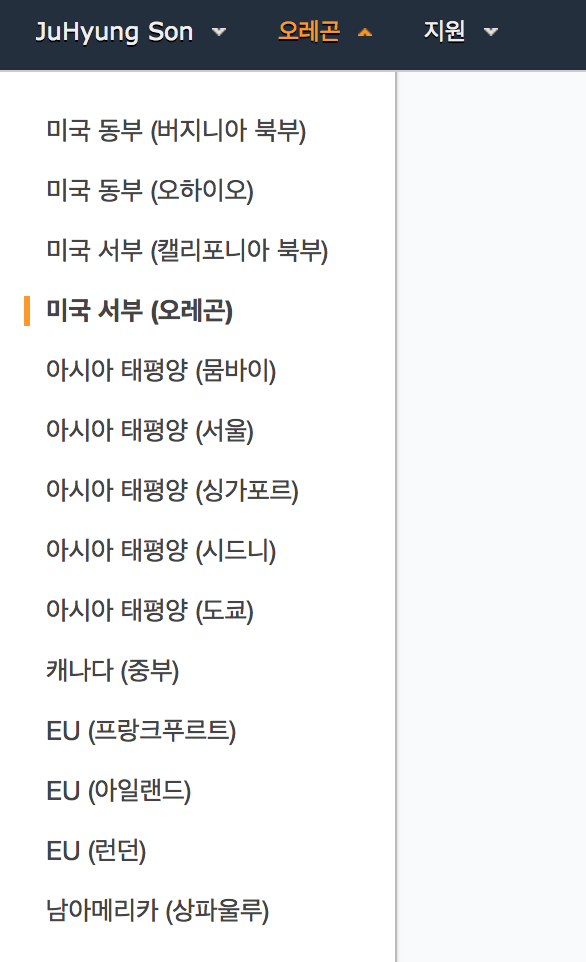 JuHyung Son 오레곤 지원
미국 동부 (버지니아 북부)
미국 동부 (오하이오)
미국 서부 (캘리포니아 북부)
미국 서부 (오레곤)
아시아 태평양 (뭄바이)
아시아 태평양 (서울)
아시아 태평양 (싱가포르)
아시아 태평양 (시드니)
아시아 태평양 (도쿄)
캐나다 (중부)
EU (프랑크푸르트)
EU (아일랜드)
EU (런던)
남아메리카 (상파울루)